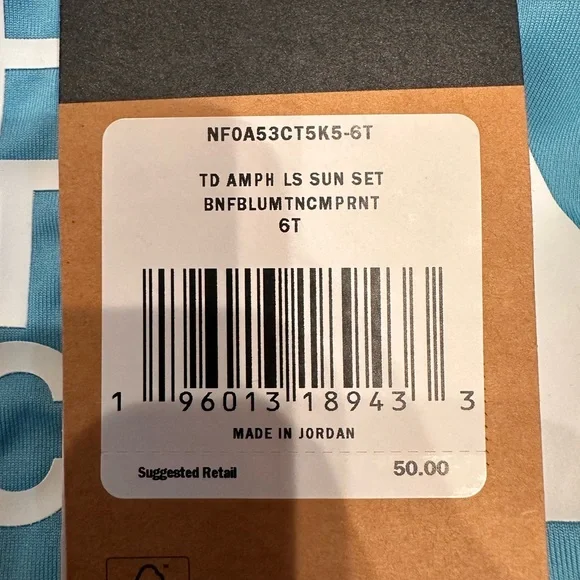 NF0A53CT5K5-6T
TD AMPH LS SUN SET
BNFBLUMTNCMPRNT
6T
1 96013 18943 3
MADE IN JORDAN
Suggested Retail 50.00